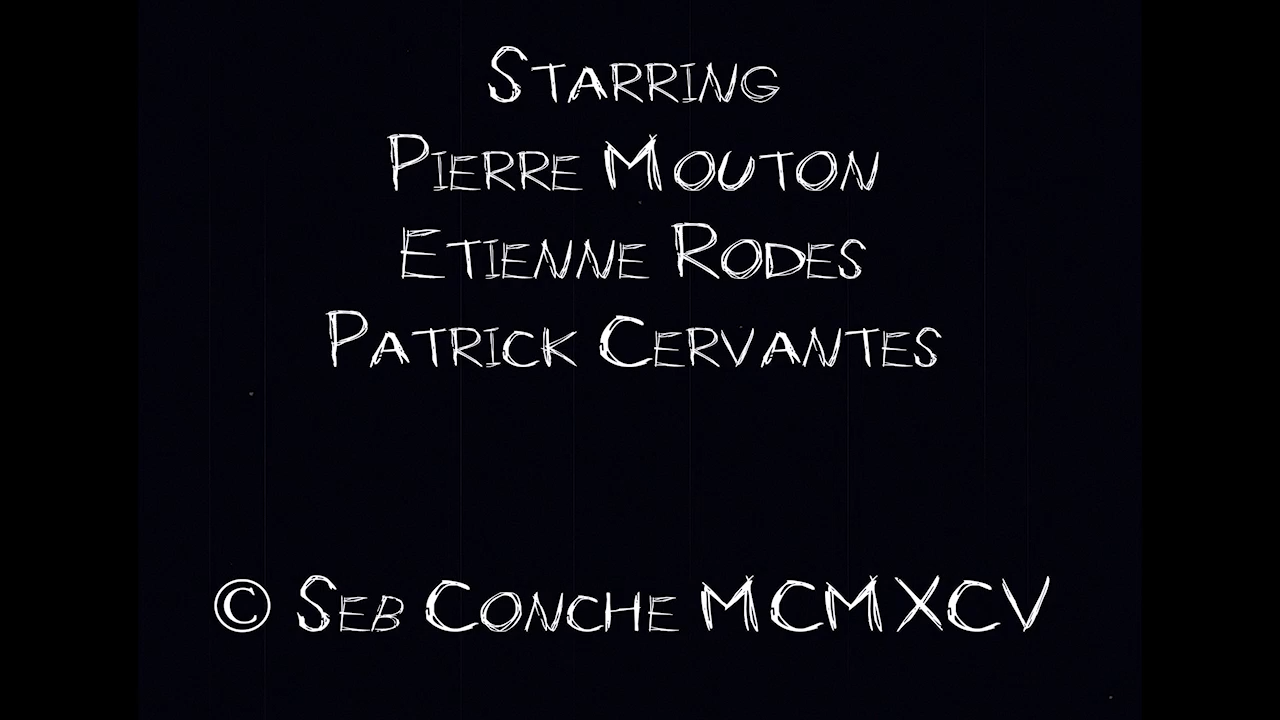 Starring
Pierre Mouton
Etienne Rodes
Patrick Cervantes
© Seb Conche MCMXCV